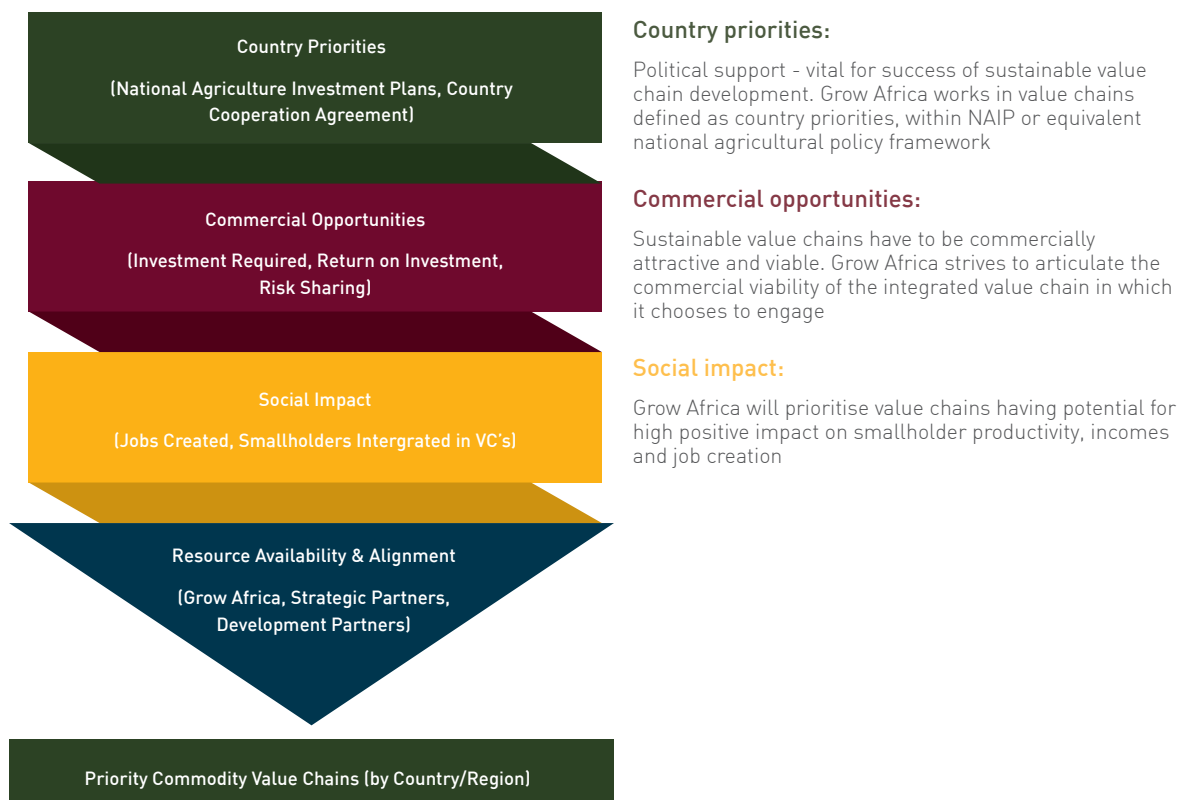 Country Priorities
(National Agriculture Investment Plans, Country
Cooperation Agreement)
Commercial Opportunities
(Investment Required, Return on Investment,
Risk Sharing)
Social Impact
(Jobs Created, Smallholders Intergrated in VC's)
Resource Availability & Alignment
(Grow Africa, Strategic Partners,
Development Partners)
Priority Commodity Value Chains (by Country/Region)
Country priorities:
Political support - vital for success of sustainable value
chain development. Grow Africa works in value chains
defined as country priorities, within NAIP or equivalent
national agricultural policy framework
Commercial opportunities:
Sustainable value chains have to be commercially
attractive and viable. Grow Africa strives to articulate the
commercial viability of the integrated value chain in which
it chooses to engage
Social impact:
Grow Africa will prioritise value chains having potential for
high positive impact on smallholder productivity, incomes
and job creation